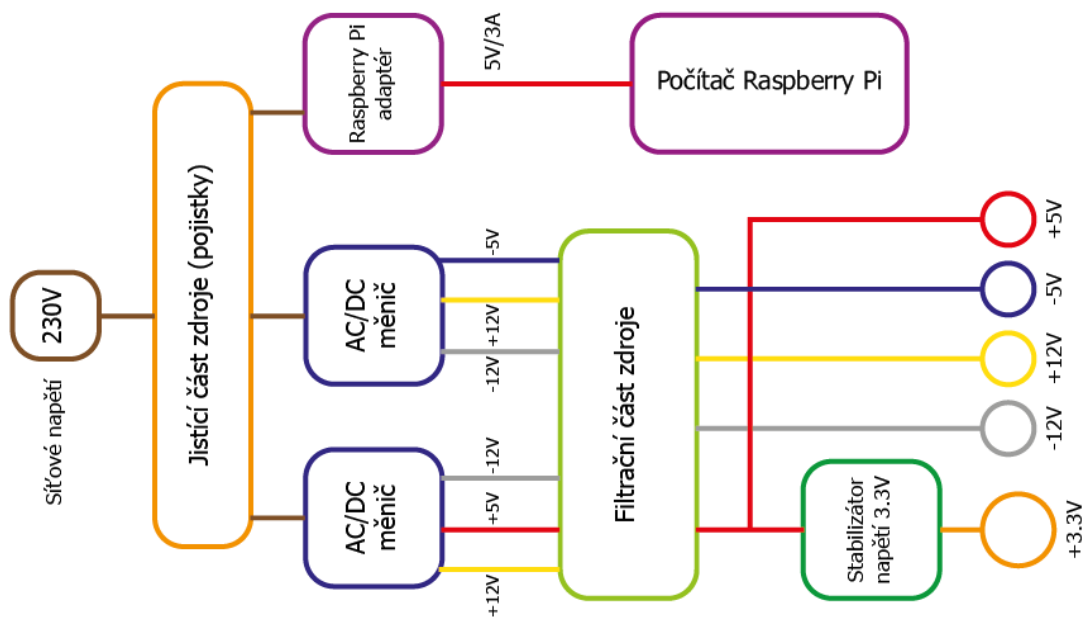 Síťové napětí
230V
Jistící část zdroje (pojistky)
AC/DC
měnič
AC/DC
měnič
Raspberry Pi
adaptér
+12V
+5V
-12V
-12V
+12V
-5V
5V/3A
Filtrační část zdroje
Počítač Raspberry Pi
Stabilizátor
napětí 3.3V
+3.3V
-12V
+12V
-5V
+5V